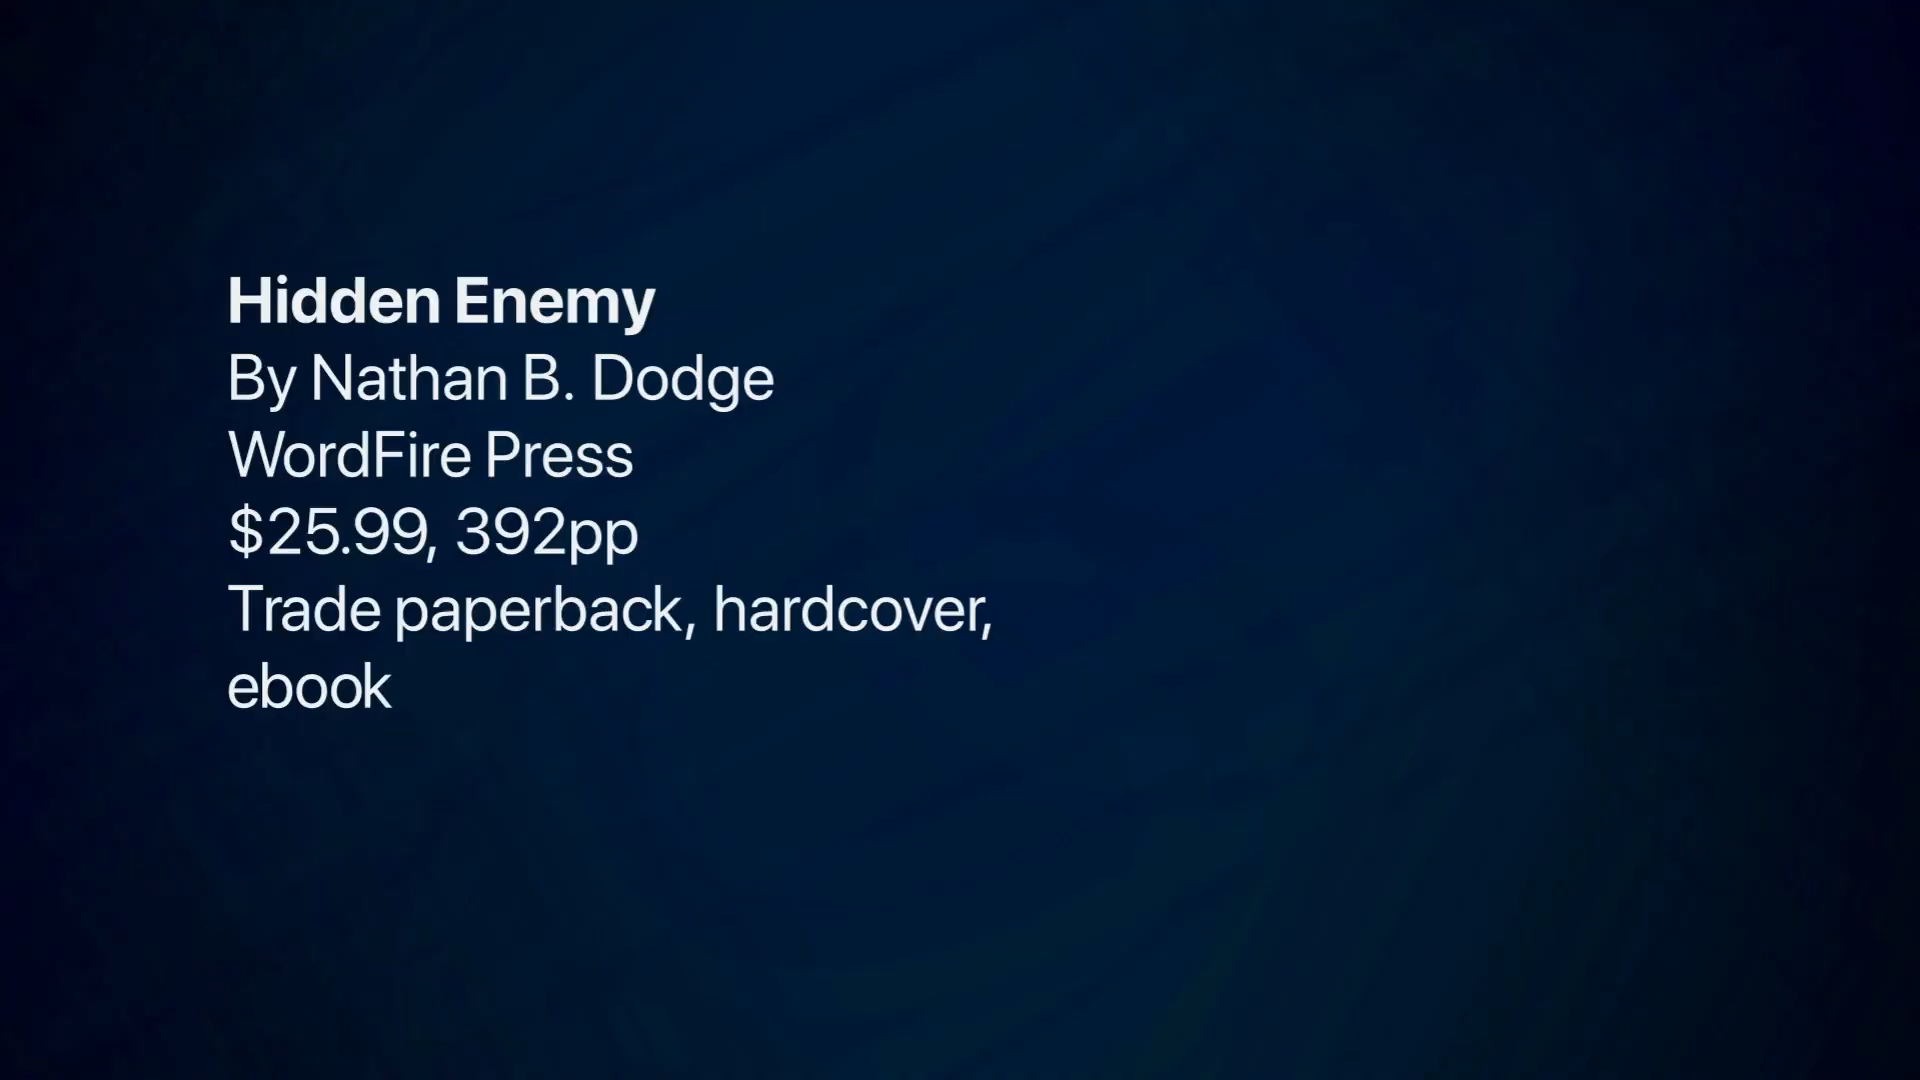 Hidden Enemy
By Nathan B. Dodge
WordFire Press
$25.99, 392pp
Trade paperback, hardcover,
ebook